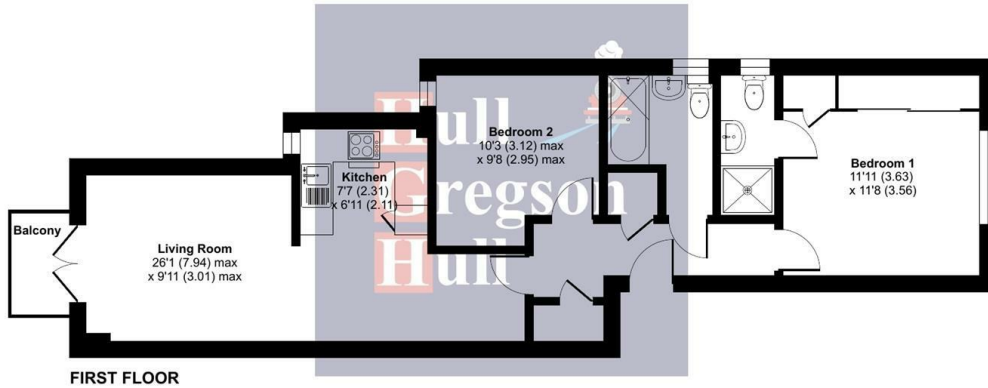 Hull
Gregson
Hull
Bedroom 2
10'3 (3.12) max
x 9'8 (2.95) max
Kitchen
7'7 (2.31)
x 6'11 (2.11)
Bedroom 1
11'11 (3.63)
x 11'8 (3.56)
Balcony
Living Room
26'1 (7.94) max
x 9'11 (3.01) max
FIRST FLOOR